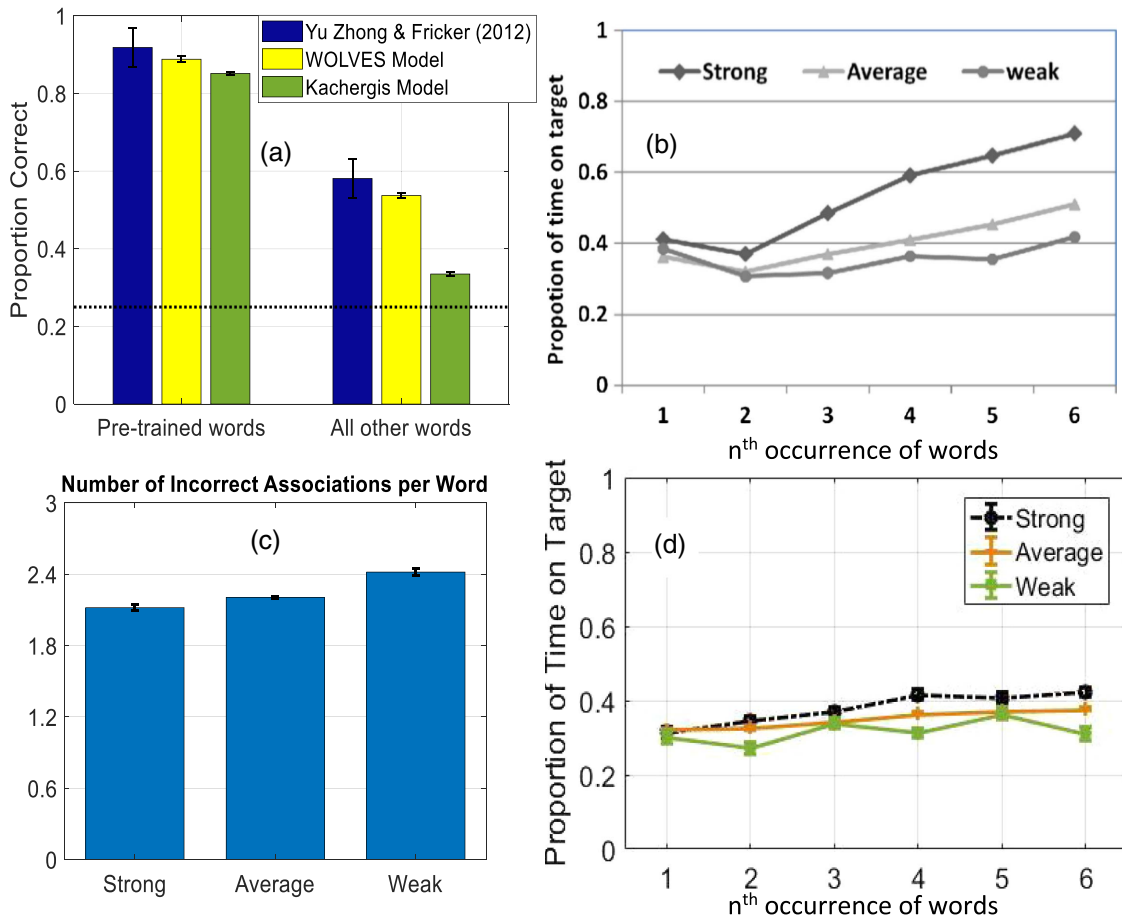 1
0.8
0.6
0.4
0.2
0
Proportion Correct
Yu Zhong & Fricker (2012)
WOLVES Model
Kachergis Model
(a)
Pre-trained words
All other words
1
0.8
0.6
0.4
0.2
0
Propotion of time on target
Strong
Average
weak
(b)
1 2 3 4 5 6
nth occurrence of words
Number of Incorrect Associations per Word
3
2.4
1.8
1.2
0.6
0
(c)
Strong
Average
Weak
1
0.8
0.6
0.4
0.2
0
Proportion of Time on Target
(d)
Strong
Average
Weak
1 2 3 4 5 6
nth occurrence of words